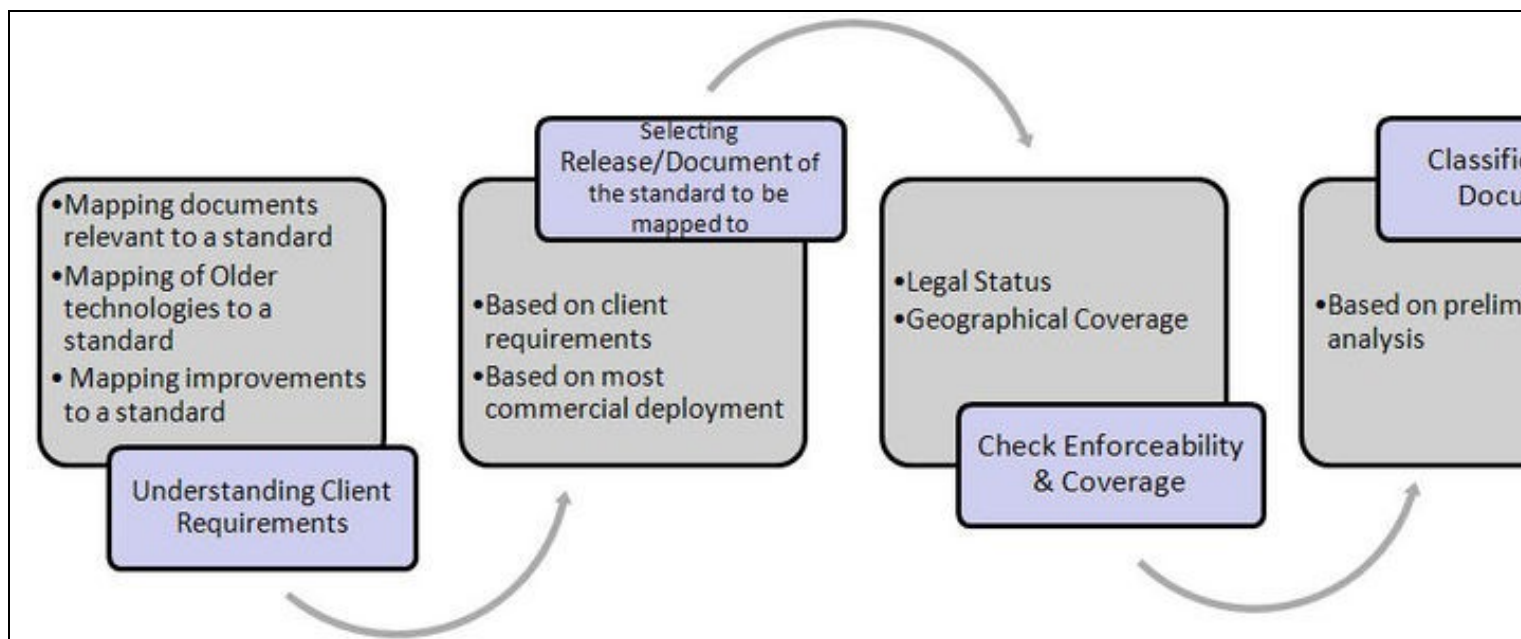 •Mapping documents
relevant to a standard
•Mapping of Older
technologies to a
standard
• Mapping improvements
to a standard
Understanding Client
Requirements
Selecting
Release/Document of
the standard to be
mapped to
•Based on client
requirements
•Based on most
commercial deployment
•Legal Status
•Geographical Coverage
Check Enforceability
& Coverage
•Based on
analysis